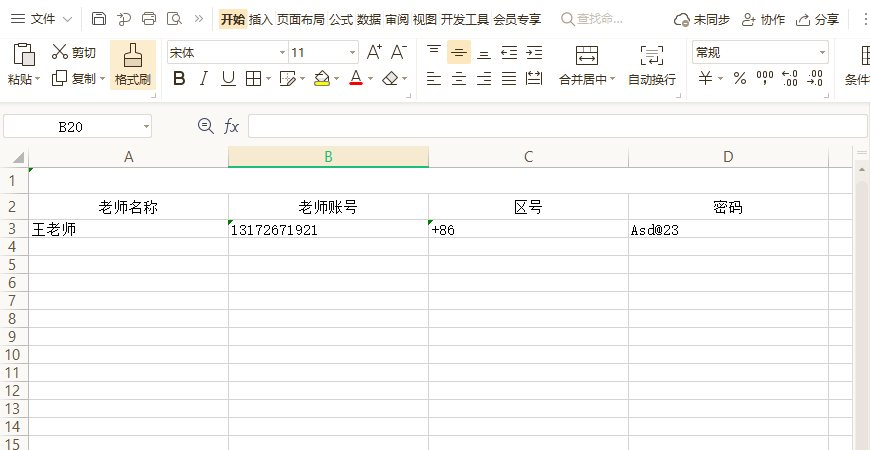 文件 开始 插入 页面布局 公式 数据 审阅 视图 开发工具 会员专享 查找命... 未同步 协作 分享
剪切 宋体 11 A+ A- 常规
粘贴 复制 格式刷 B I U A 合并居中 自动换行 ¥ % 000 ←.0 .00 .00 →.0 条件
B20 fx
A B C D
1
2 老师名称 老师账号 区号 密码
3 王老师 13172671921 +86 Asd@23
4
5
6
7
8
9
10
11
12
13
14
15